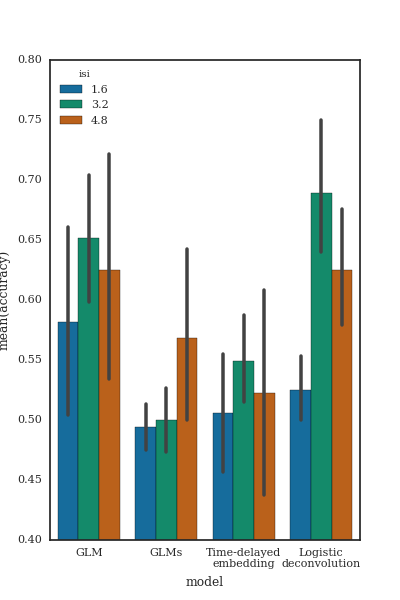 0.80
0.75
0.70
0.65
0.60
0.55
0.50
0.45
0.40
mean(accuracy)
isi
1.6
3.2
4.8
GLM
GLMs
Time-delayed
embedding
Logistic
deconvolution
model